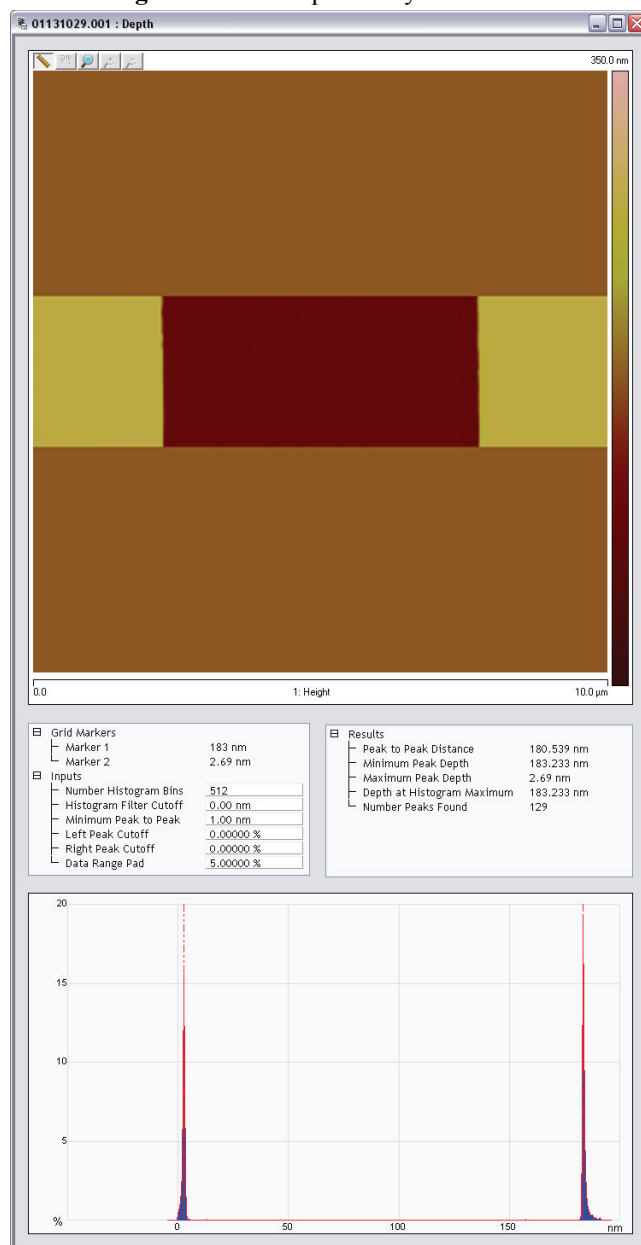 01131029.001 : Depth
350.0 nm
0.0 1: Height 10.0 µm
Grid Markers
Marker 1 183 nm
Marker 2 2.69 nm
Inputs
Number Histogram Bins 512
Histogram Filter Cutoff 0.00 nm
Minimum Peak to Peak 1.00 nm
Left Peak Cutoff 0.00000 %
Right Peak Cutoff 0.00000 %
Data Range Pad 5.00000 %
Results
Peak to Peak Distance 180.539 nm
Minimum Peak Depth 183.233 nm
Maximum Peak Depth 2.69 nm
Depth at Histogram Maximum 183.233 nm
Number Peaks Found 129
20
15
10
5
%
0 50 100 150 nm